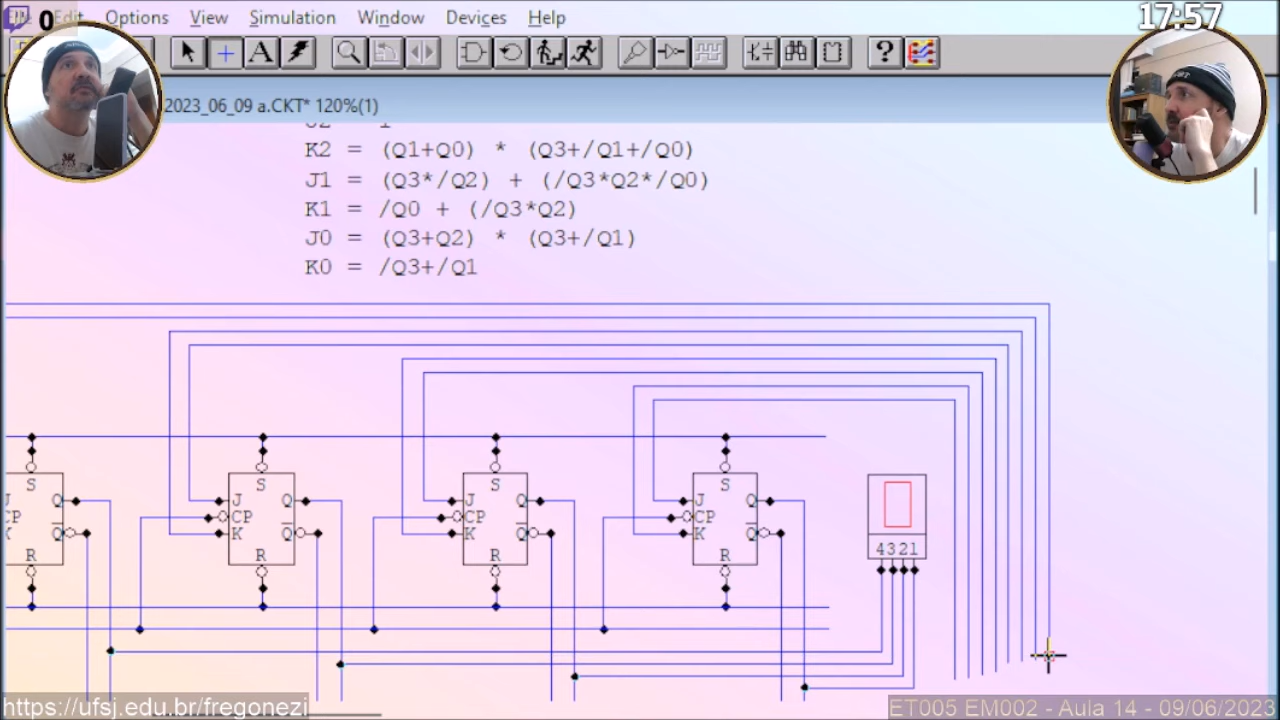 0 Edit Options View Simulation Window Devices Help
17:57
2023_06_09 a.CKT* 120%(1)
K2 = (Q1+Q0) * (Q3+/Q1+/Q0)
J1 = (Q3*/Q2) + (/Q3*Q2*/Q0)
K1 = /Q0 + (/Q3*Q2)
J0 = (Q3+Q2) * (Q3+/Q1)
K0 = /Q3+/Q1
S S S S
J Q J Q J Q J Q
CP CP CP CP
K Q K Q K Q K Q
R R R R
4321
https://ufsj.edu.br/fregonezi
ET005 EM002 - Aula 14 - 09/06/2023